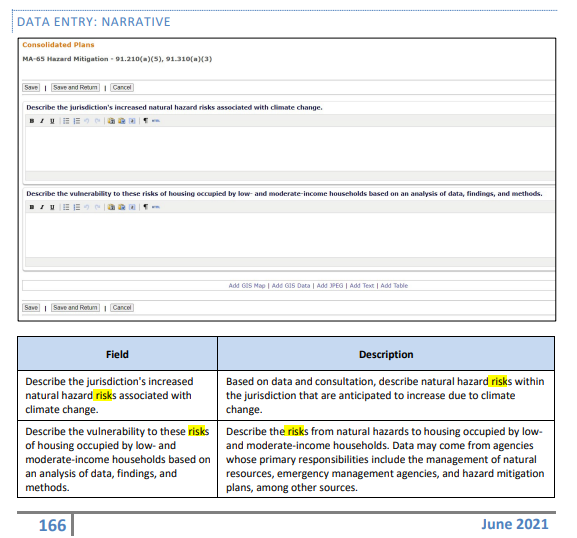 DATA ENTRY: NARRATIVE
Consolidated Plans
MA-65 Hazard Mitigation - 91.210(a)(5), 91.310(a)(3)
Save | Save and Return | Cancel
Describe the jurisdiction's increased natural hazard risks associated with climate change.
B I U
Describe the vulnerability to these risks of housing occupied by low- and moderate-income households based on an analysis of data, findings, and methods.
B I U
Add GIS Map | Add GIS Data | Add JPEG | Add Text | Add Table
Save | Save and Return | Cancel
Field Description
Describe the jurisdiction's increased
natural hazard risks associated with
climate change.
Based on data and consultation, describe natural hazard risks within
the jurisdiction that are anticipated to increase due to climate
change.
Describe the vulnerability to these risks
of housing occupied by low- and
moderate-income households based on
an analysis of data, findings, and
methods.
Describe the risks from natural hazards to housing occupied by low-
and moderate-income households. Data may come from agencies
whose primary responsibilities include the management of natural
resources, emergency management agencies, and hazard mitigation
plans, among other sources.
166 June 2021